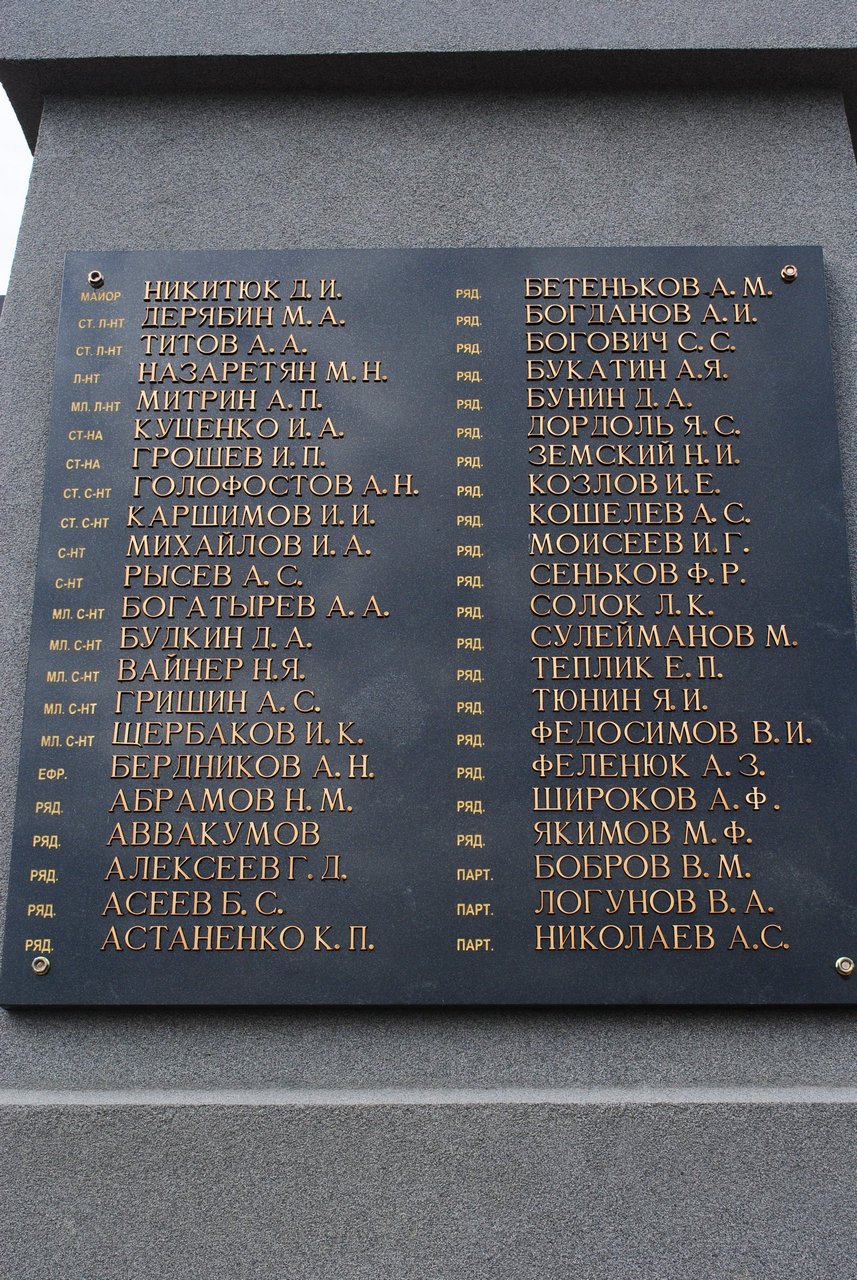 МАЙОР НИКИТЮК Д. И.
СТ. Л-НТ ДЕРЯБИН М. А.
СТ. Л-НТ ТИТОВ А. А.
Л-НТ НАЗАРЕТЯН М. Н.
МЛ. Л-НТ МИТРИН А. П.
СТ-НА КУЦЕНКО И. А.
СТ-НА ГРОШЕВ И. П.
СТ. С-НТ ГОЛОФОСТОВ А. Н.
СТ. С-НТ КАРШИМОВ И. И.
С-НТ МИХАЙЛОВ И. А.
С-НТ РЫСЕВ А. С.
МЛ. С-НТ БОГАТЫРЕВ А. А.
МЛ. С-НТ БУДКИН Д. А.
МЛ. С-НТ ВАЙНЕР Н.Я.
МЛ. С-НТ ГРИШИН А. С.
МЛ. С-НТ ЩЕРБАКОВ И. К.
ЕФР. БЕРДНИКОВ А. Н.
РЯД. АБРАМОВ Н. М.
РЯД. АВВАКУМОВ
РЯД. АЛЕКСЕЕВ Г. Д.
РЯД. АСЕЕВ Б. С.
РЯД. АСТАНЕНКО К. П.
РЯД. БЕТЕНЬКОВ А. М.
РЯД. БОГДАНОВ А. И.
РЯД. БОГОВИЧ С. С.
РЯД. БУКАТИН А.Я.
РЯД. БУНИН Д. А.
РЯД. ДОРДОЛЬ Я. С.
РЯД. ЗЕМСКИЙ Н. И.
РЯД. КОЗЛОВ И. Е.
РЯД. КОШЕЛЕВ А. С.
РЯД. МОИСЕЕВ И. Г.
РЯД. СЕНЬКОВ Ф. Р.
РЯД. СОЛОК Л. К.
РЯД. СУЛЕЙМАНОВ М.
РЯД. ТЕПЛИК Е. П.
РЯД. ТЮНИН Я. И.
РЯД. ФЕДОСИМОВ В. И.
РЯД. ФЕЛЕНЮК А. З.
РЯД. ШИРОКОВ А. Ф.
РЯД. ЯКИМОВ М. Ф.
ПАРТ. БОБРОВ В. М.
ПАРТ. ЛОГУНОВ В. А.
ПАРТ. НИКОЛАЕВ А.С.